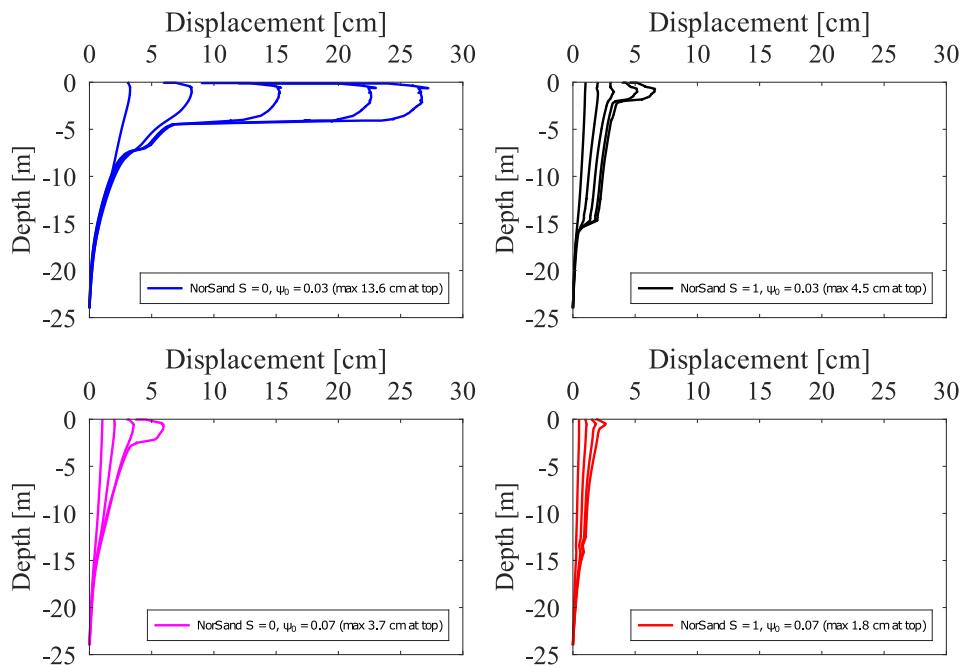 Displacement [cm]
0 5 10 15 20 25 30
0
-5
-10
-15
-20
-25
Depth [m]
NorSand S = 0, ψ₀ = 0.03 (max 13.6 cm at top)
Displacement [cm]
0 5 10 15 20 25 30
0
-5
-10
-15
-20
-25
Depth [m]
NorSand S = 1, ψ₀ = 0.03 (max 4.5 cm at top)
Displacement [cm]
0 5 10 15 20 25 30
0
-5
-10
-15
-20
-25
Depth [m]
NorSand S = 0, ψ₀ = 0.07 (max 3.7 cm at top)
Displacement [cm]
0 5 10 15 20 25 30
0
-5
-10
-15
-20
-25
Depth [m]
NorSand S = 1, ψ₀ = 0.07 (max 1.8 cm at top)